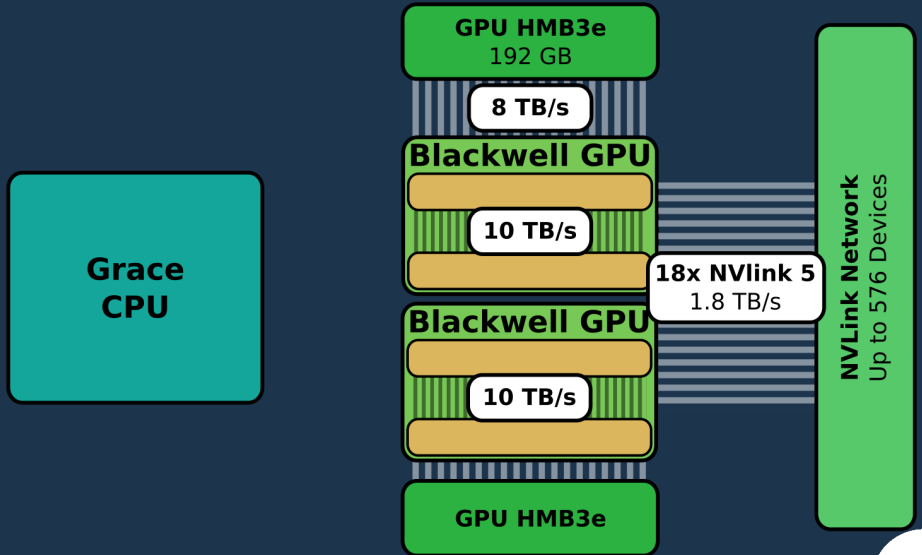 GPU HMB3e
192 GB
8 TB/s
Blackwell GPU
10 TB/s
Grace
CPU
18x NVlink 5
1.8 TB/s
NVLink Network
Up to 576 Devices
Blackwell GPU
10 TB/s
GPU HMB3e